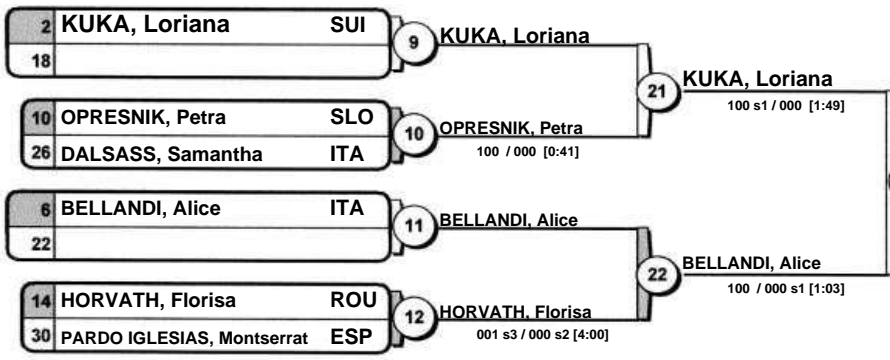 2 KUKA, Loriana SUI
18
9
KUKA, Loriana
10 OPRESNIK, Petra SLO
26 DALSASS, Samantha ITA
10
OPRESNIK, Petra
100 / 000 [0:41]
21
KUKA, Loriana
100 s1 / 000 [1:49]
6 BELLANDI, Alice ITA
22
11
BELLANDI, Alice
14 HORVATH, Florisa ROU
30 PARDO IGLESIAS, Montserrat ESP
12
HORVATH, Florisa
001 s3 / 000 s2 [4:00]
22
BELLANDI, Alice
100 / 000 s1 [1:03]